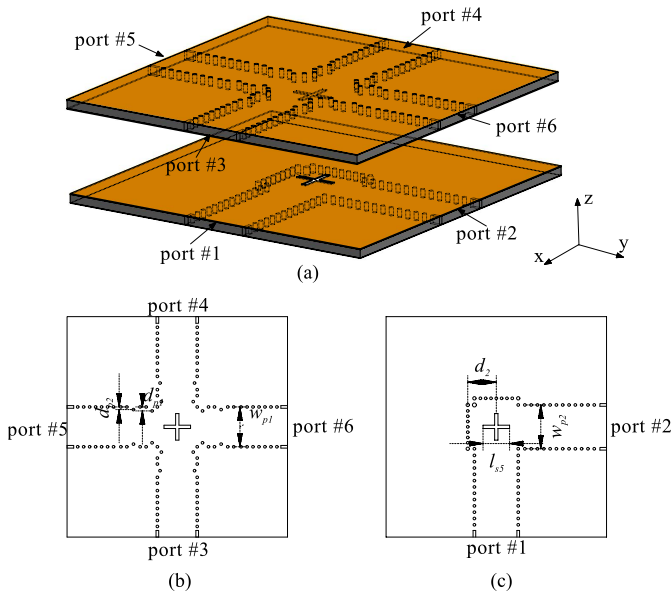 port #4
port #5
port #6
port #3
port #1
port #2
z
x
y
(a)
port #4
d_p2
w_p1
port #5
port #6
port #3
(b)
d_2
w_p2
l_s5
port #2
port #1
(c)